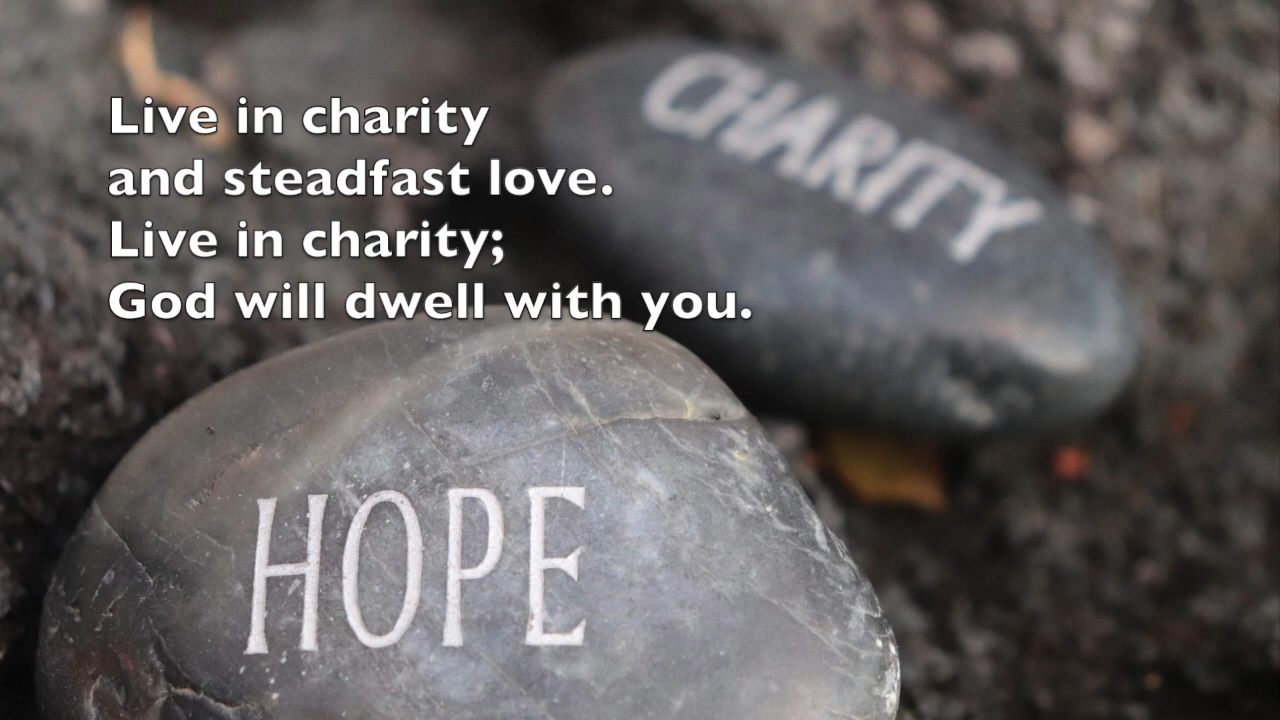 Live in charity
and steadfast love.
Live in charity;
God will dwell with you.
CHARITY
HOPE